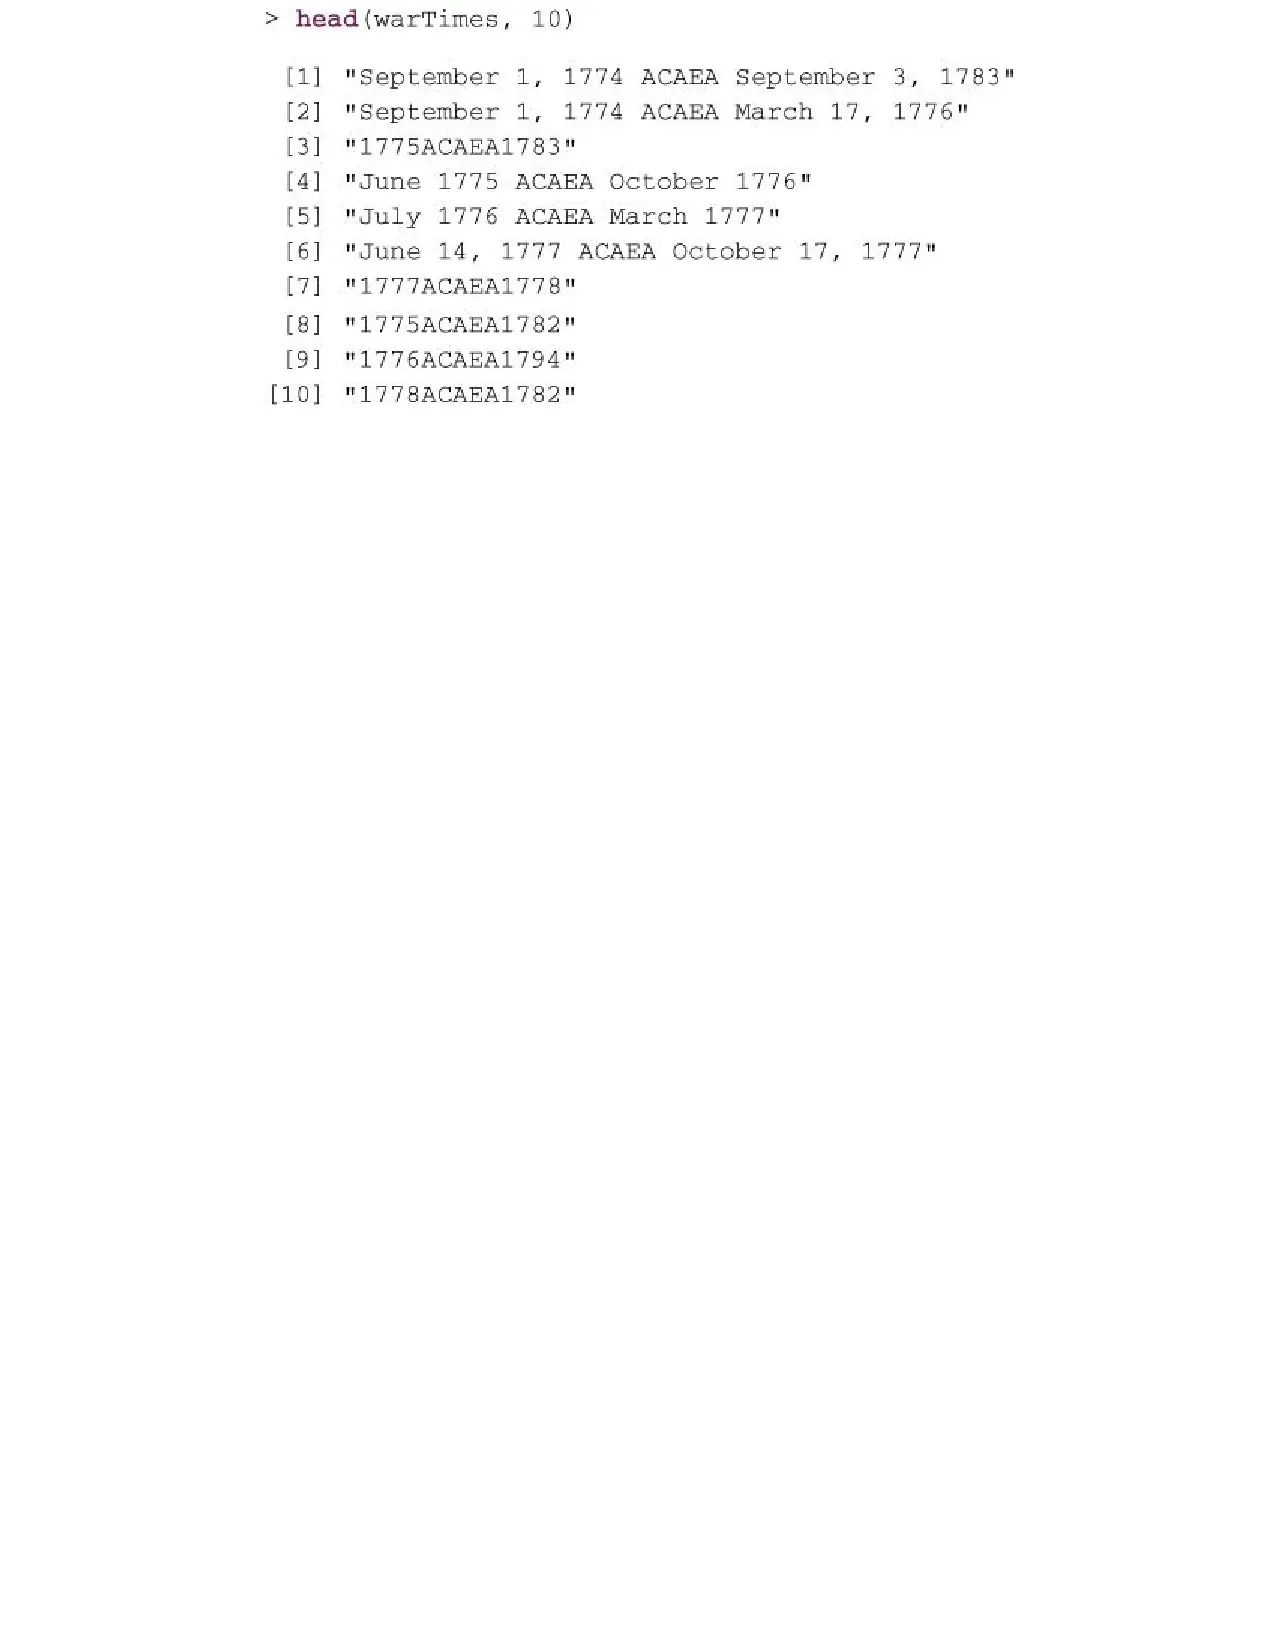 > head(warTimes, 10)
[1] "September 1, 1774 ACAEA September 3, 1783"
[2] "September 1, 1774 ACAEA March 17, 1776"
[3] "1775ACAEA1783"
[4] "June 1775 ACAEA October 1776"
[5] "July 1776 ACAEA March 1777"
[6] "June 14, 1777 ACAEA October 17, 1777"
[7] "1777ACAEA1778"
[8] "1775ACAEA1782"
[9] "1776ACAEA1794"
[10] "1778ACAEA1782"